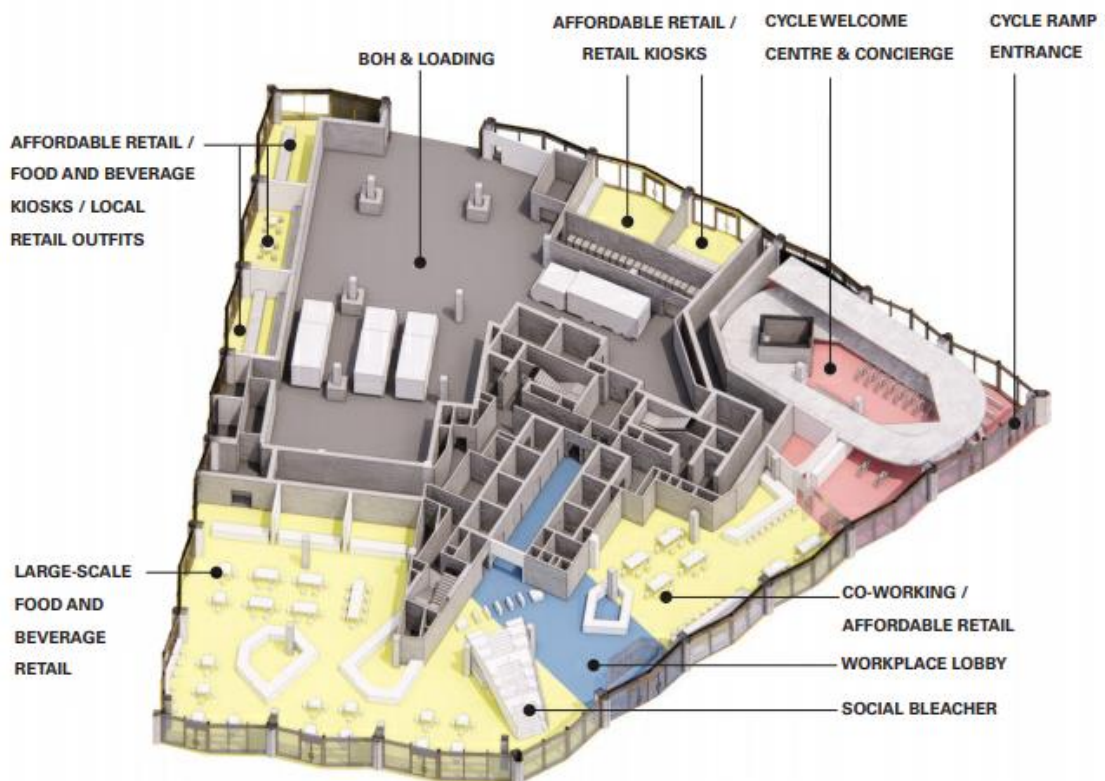 AFFORDABLE RETAIL /
RETAIL KIOSKS
CYCLE WELCOME
CENTRE & CONCIERGE
CYCLE RAMP
ENTRANCE
BOH & LOADING
AFFORDABLE RETAIL /
FOOD AND BEVERAGE
KIOSKS / LOCAL
RETAIL OUTFITS
LARGE-SCALE
FOOD AND
BEVERAGE
RETAIL
CO-WORKING /
AFFORDABLE RETAIL
WORKPLACE LOBBY
SOCIAL BLEACHER